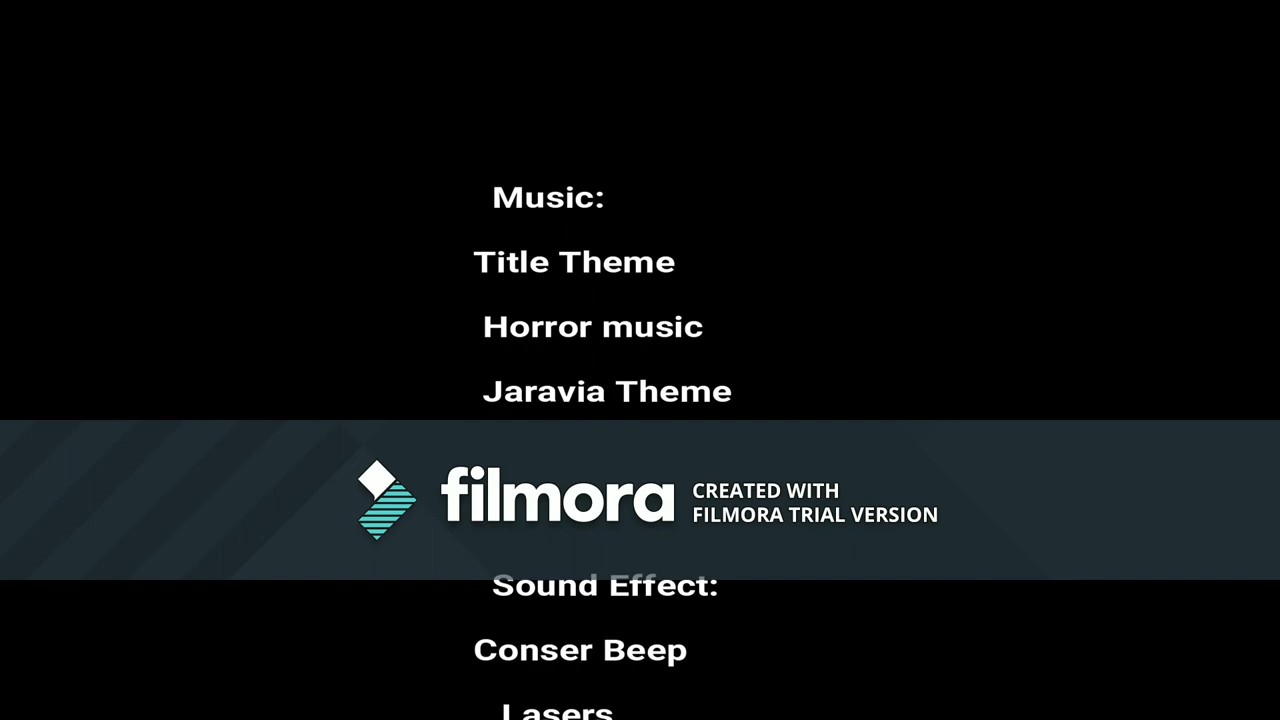 Music:
Title Theme
Horror music
Jaravia Theme
filmora
CREATED WITH
FILMORA TRIAL VERSION
Sound Effect:
Conser Beep
Lasers